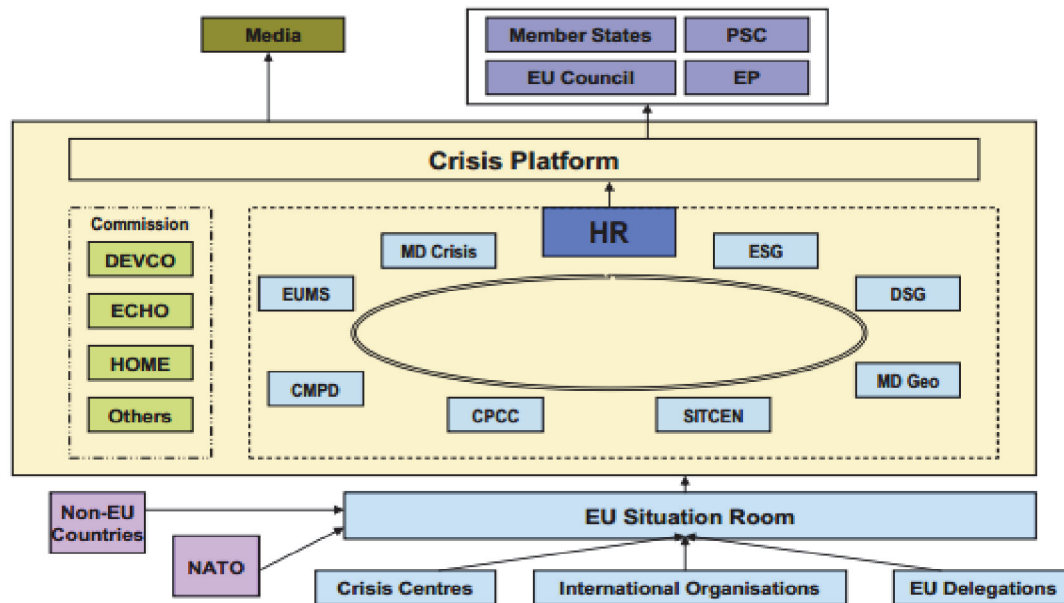 Media
Member States
PSC
EU Council
EP
Crisis Platform
Commission
DEVCO
ECHO
HOME
Others
HR
MD Crisis
ESG
EUMS
DSG
CMPD
MD Geo
CPCC
SITCEN
Non-EU
Countries
EU Situation Room
NATO
Crisis Centres
International Organisations
EU Delegations